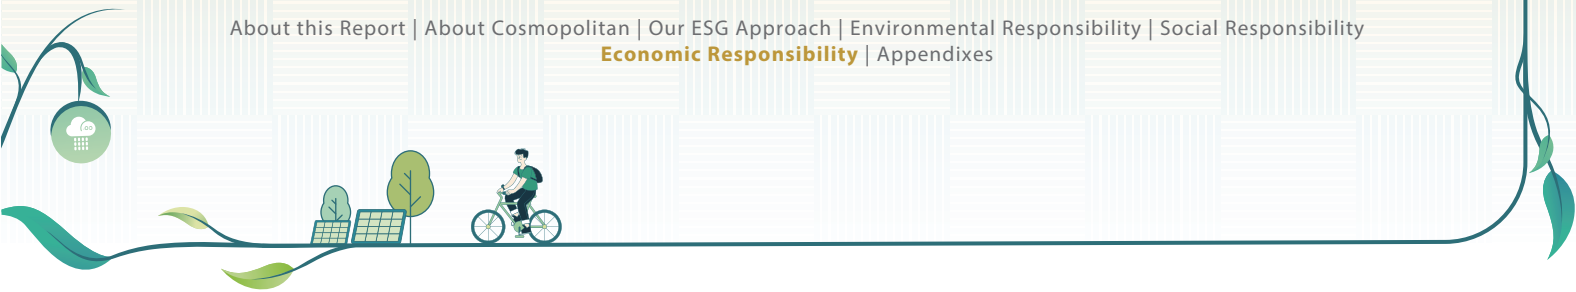 About this Report | About Cosmopolitan | Our ESG Approach | Environmental Responsibility | Social Responsibility
Economic Responsibility | Appendixes